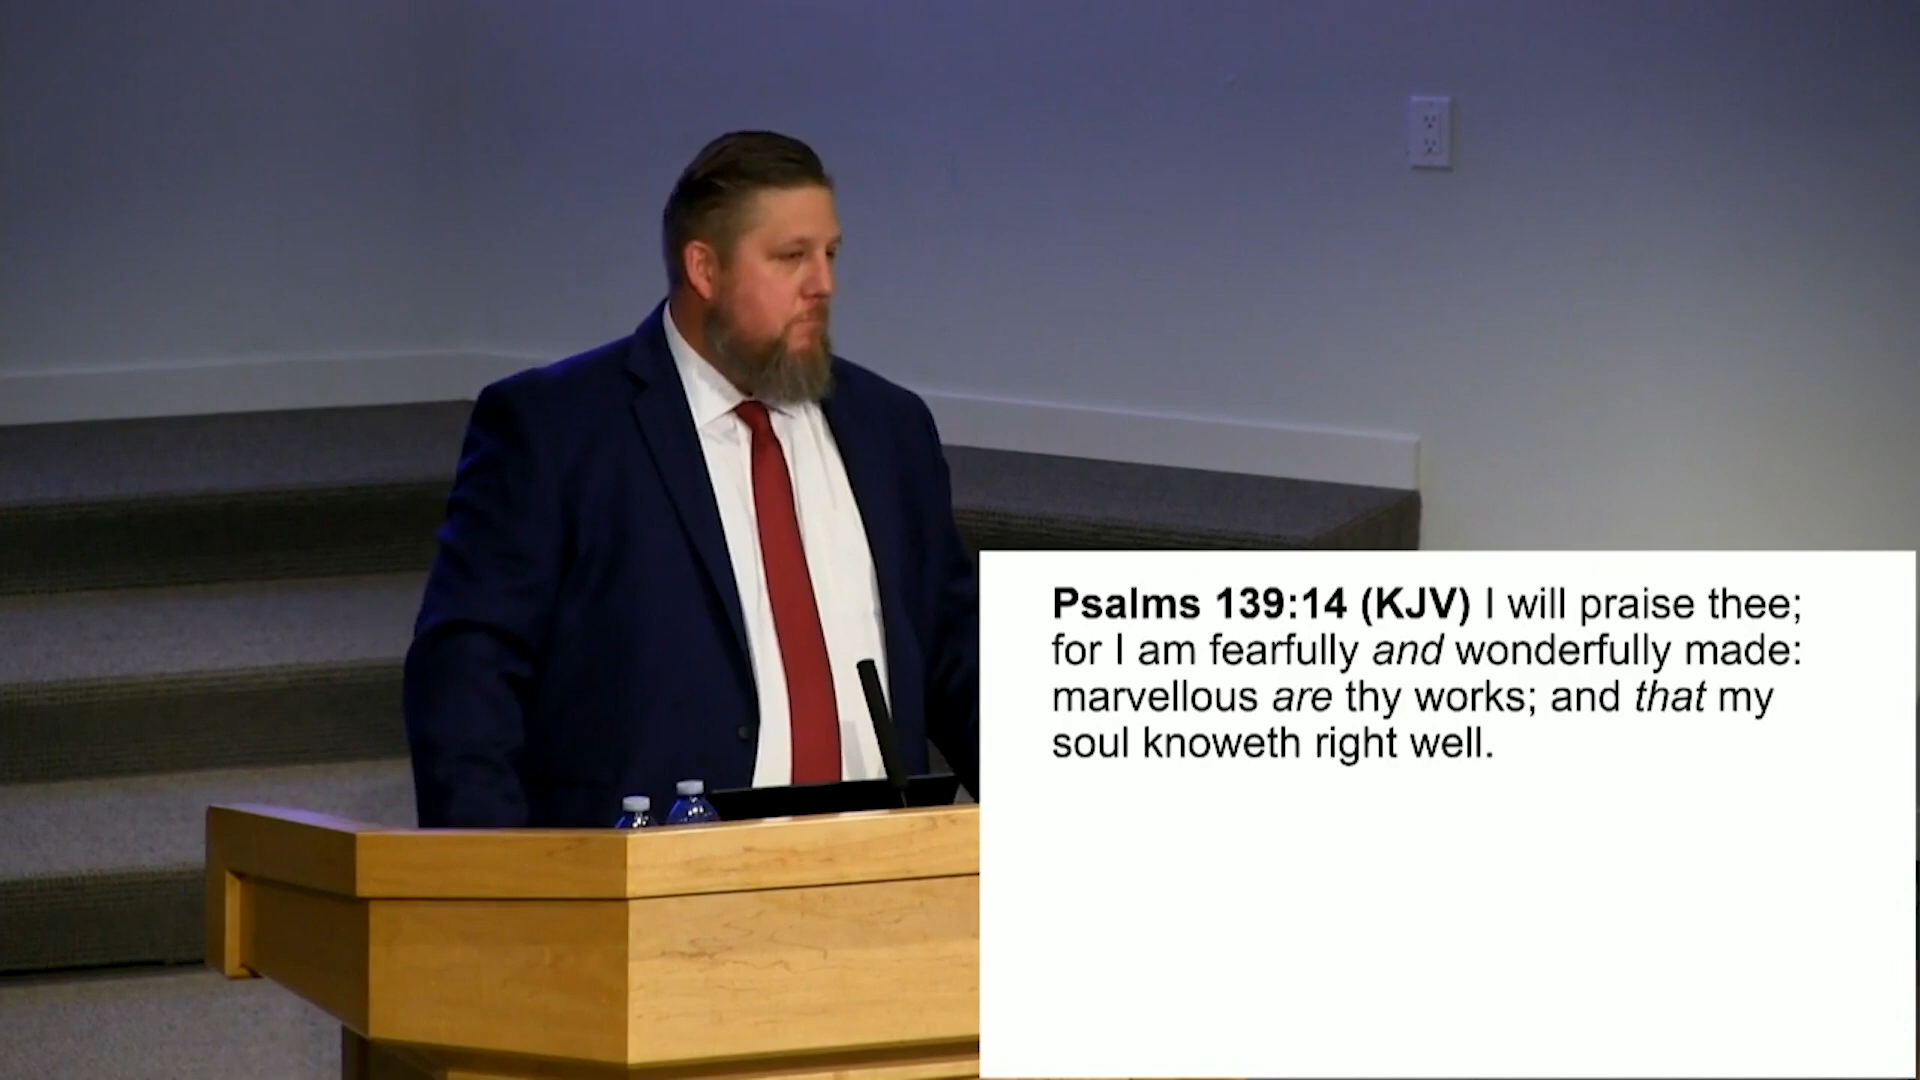 Psalms 139:14 (KJV) I will praise thee;
for I am fearfully and wonderfully made:
marvellous are thy works; and that my
soul knoweth right well.